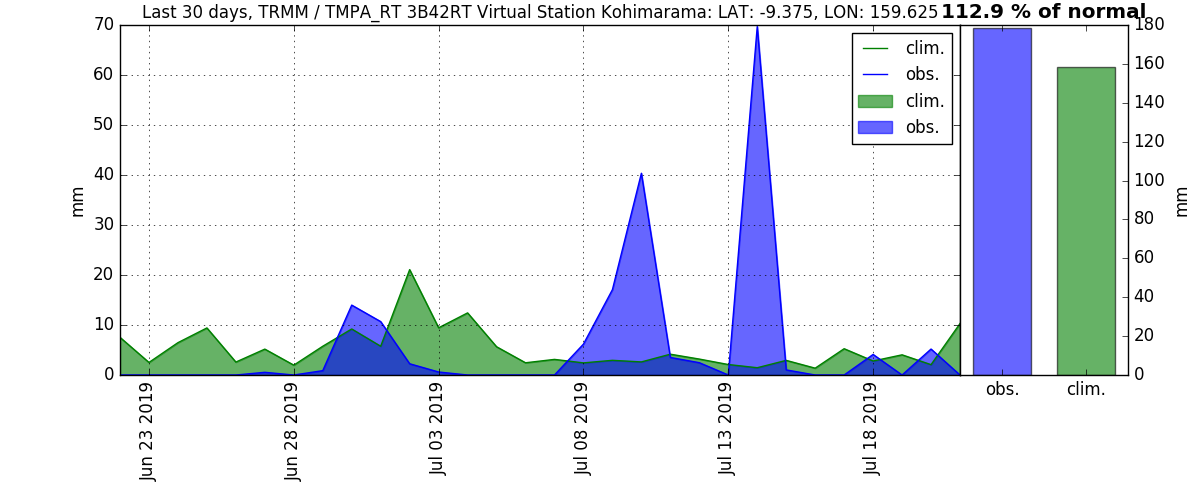 Last 30 days, TRMM / TMPA_RT 3B42RT Virtual Station Kohimarama: LAT: -9.375, LON: 159.625
112.9 % of normal
mm
70
60
50
40
30
20
10
0
clim.
obs.
clim.
obs.
Jun 23 2019
Jun 28 2019
Jul 03 2019
Jul 08 2019
Jul 13 2019
Jul 18 2019
180
160
140
120
100
80
60
40
20
0
mm
obs.
clim.